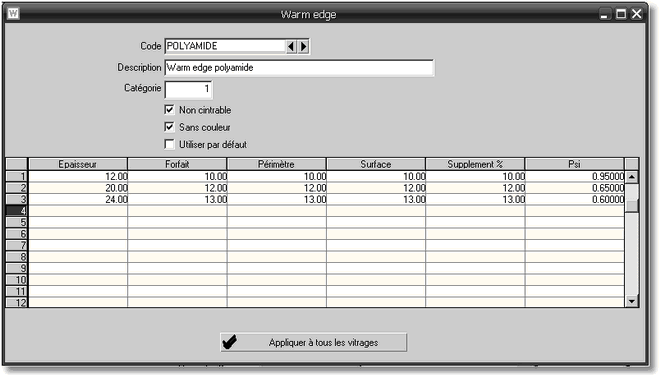 W Warm edge
Code POLYAMIDE
Description Warm edge polyamide
Catégorie 1
Non cintrable
Sans couleur
Utiliser par défaut
Epaisseur Forfait Périmètre Surface Supplement % Psi
1 12.00 10.00 10.00 10.00 10.00 0.95000
2 20.00 12.00 12.00 12.00 12.00 0.65000
3 24.00 13.00 13.00 13.00 13.00 0.60000
4
5
6
7
8
9
10
11
12
Appliquer à tous les vitrages